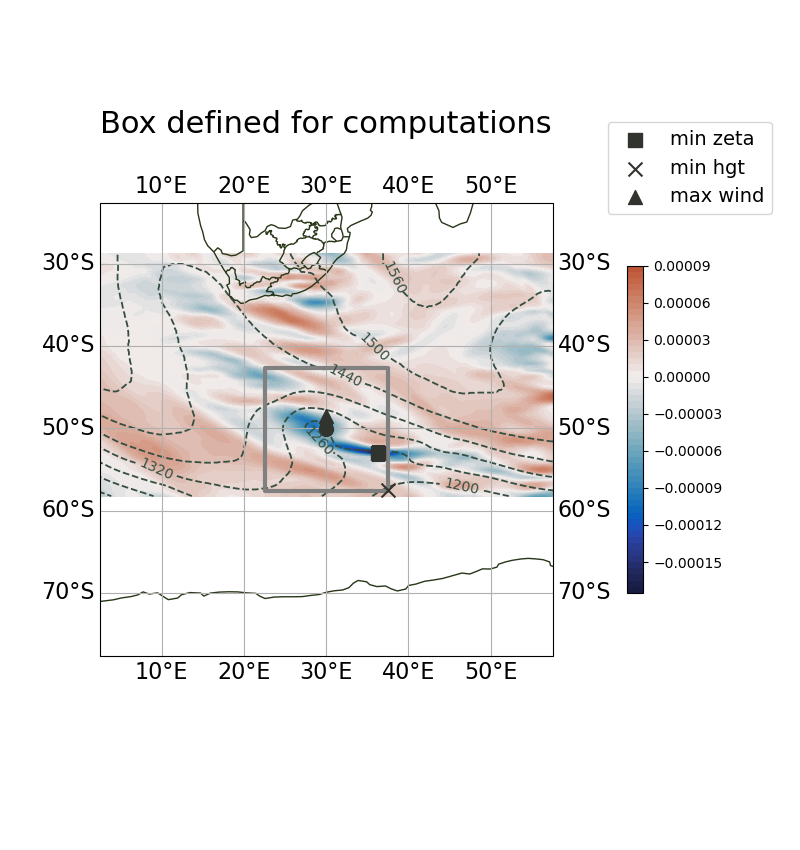 Box defined for computations
min zeta
min hgt
max wind
10°E 20°E 30°E 40°E 50°E
30°S 30°S
40°S 40°S
50°S 50°S
60°S 60°S
70°S 70°S
10°E 20°E 30°E 40°E 50°E
1560
1500
1440
1260
1320
1200
0.00009
0.00006
0.00003
0.00000
−0.00003
−0.00006
−0.00009
−0.00012
−0.00015